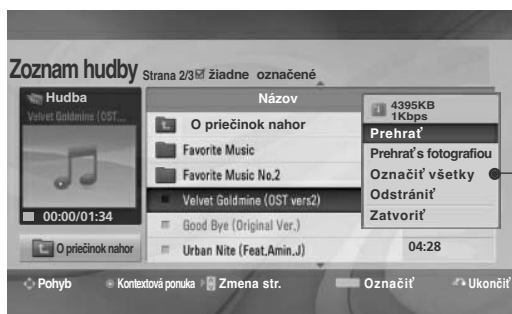 Zoznam hudby
Strana 2/3 žiadne označené
Hudba
Velvet Goldmine (OST...
00:00/01:34
O priečinok nahor
Názov
O priečinok nahor
Favorite Music
Favorite Music No.2
Velvet Goldmine (OST vers2)
Good Bye (Original Ver.)
Urban Nite (Feat.Amin.J)
04:28
4395KB
1Kbps
Prehrať
Prehrať s fotografiou
Označiť všetky
Odstrániť
Zatvoriť
Pohyb Kontextová ponuka Zmena str. Označiť Ukončiť